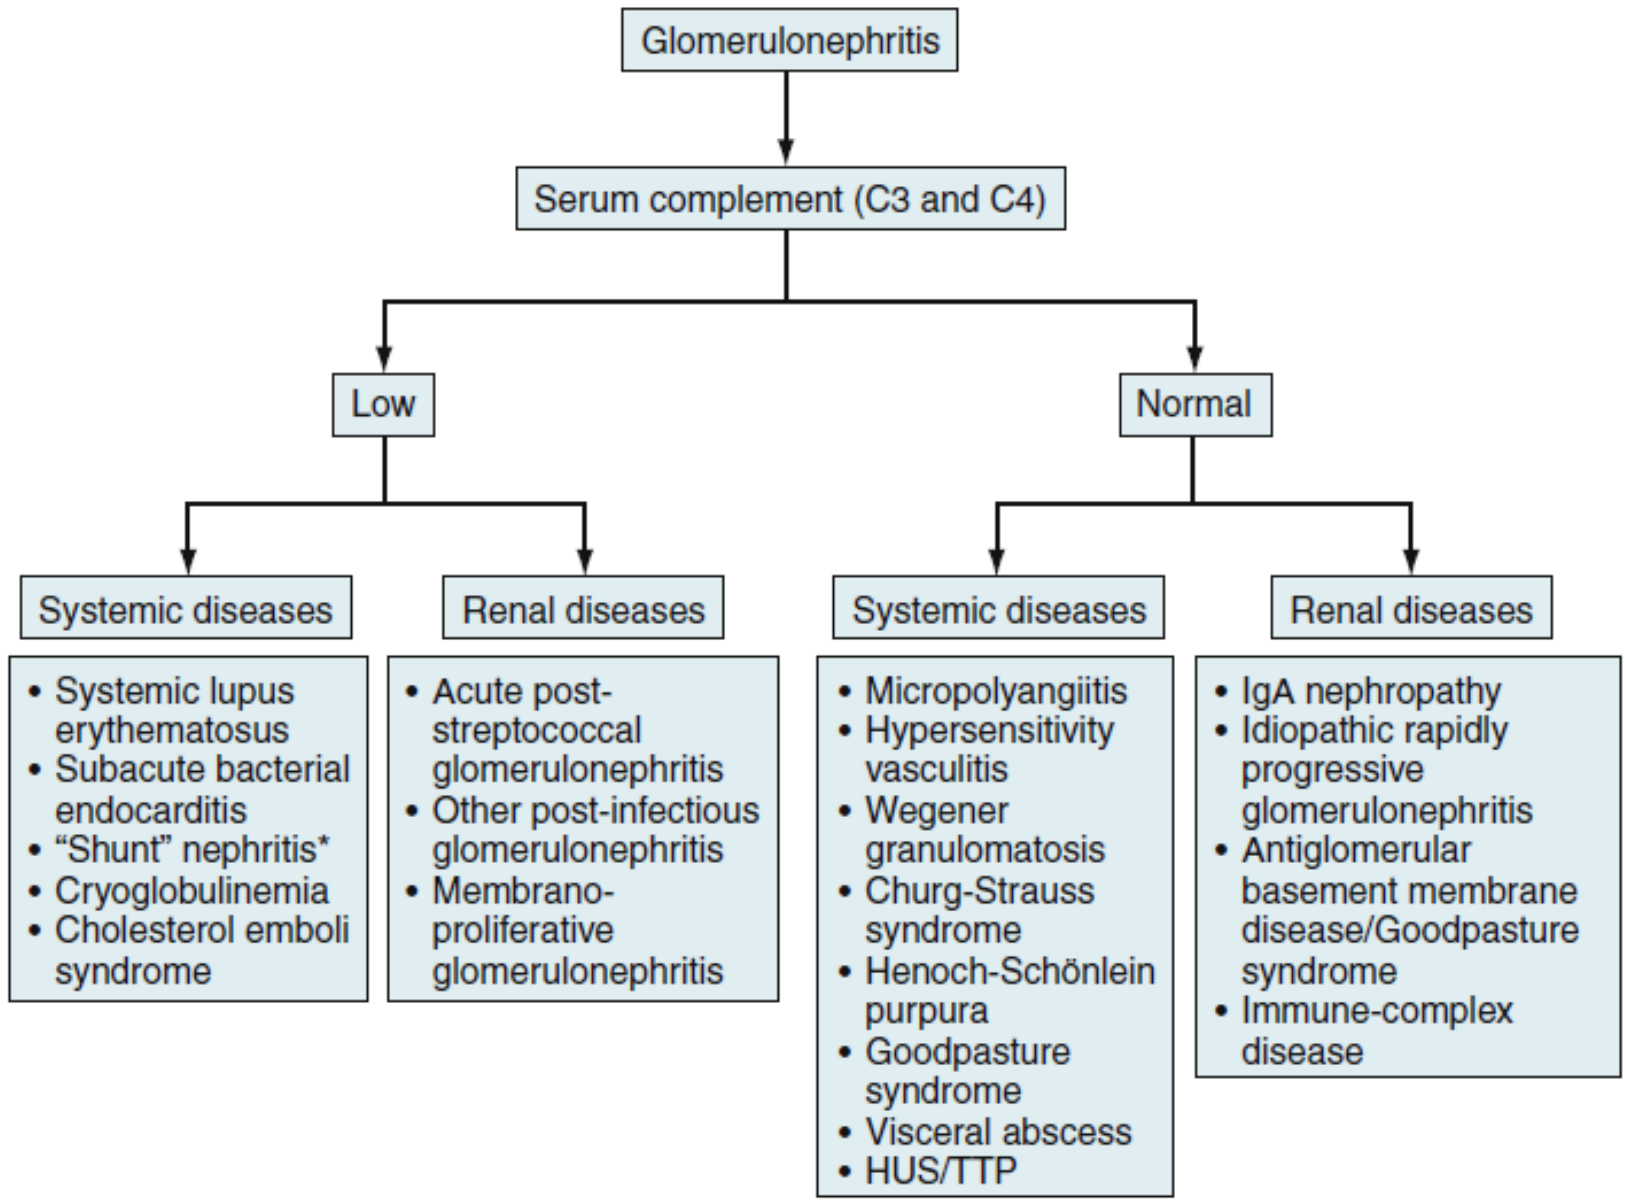 Glomerulonephritis
Serum complement (C3 and C4)
Low
Normal
Systemic diseases
• Systemic lupus
erythematosus
• Subacute bacterial
endocarditis
• “Shunt” nephritis*
• Cryoglobulinemia
• Cholesterol emboli
syndrome
Renal diseases
• Acute post-
streptococcal
glomerulonephritis
• Other post-infectious
glomerulonephritis
• Membrano-
proliferative
glomerulonephritis
Systemic diseases
• Micropolyangiitis
• Hypersensitivity
vasculitis
• Wegener
granulomatosis
• Churg-Strauss
syndrome
• Henoch-Schönlein
purpura
• Goodpasture
syndrome
• Visceral abscess
• HUS/TTP
Renal diseases
• IgA nephropathy
• Idiopathic rapidly
progressive
glomerulonephritis
• Antiglomerular
basement membrane
disease/Goodpasture
syndrome
• Immune-complex
disease